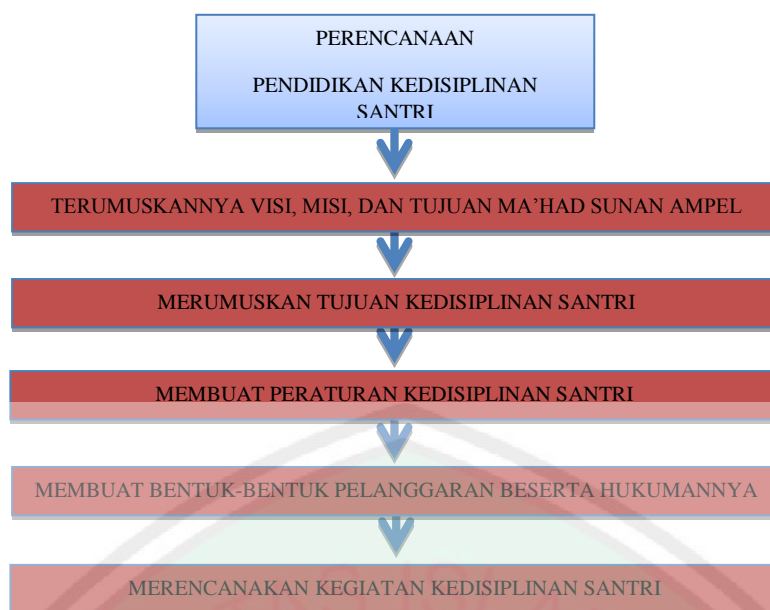 PERENCANAAN
PENDIDIKAN KEDISIPLINAN
SANTRI
TERUMUSKANNYA VISI, MISI, DAN TUJUAN MA'HAD SUNAN AMPEL
MERUMUSKAN TUJUAN KEDISIPLINAN SANTRI
MEMBUAT PERATURAN KEDISIPLINAN SANTRI
MEMBUAT BENTUK-BENTUK PELANGGARAN BESERTA HUKUMANNYA
MERENCANAKAN KEGIATAN KEDISIPLINAN SANTRI